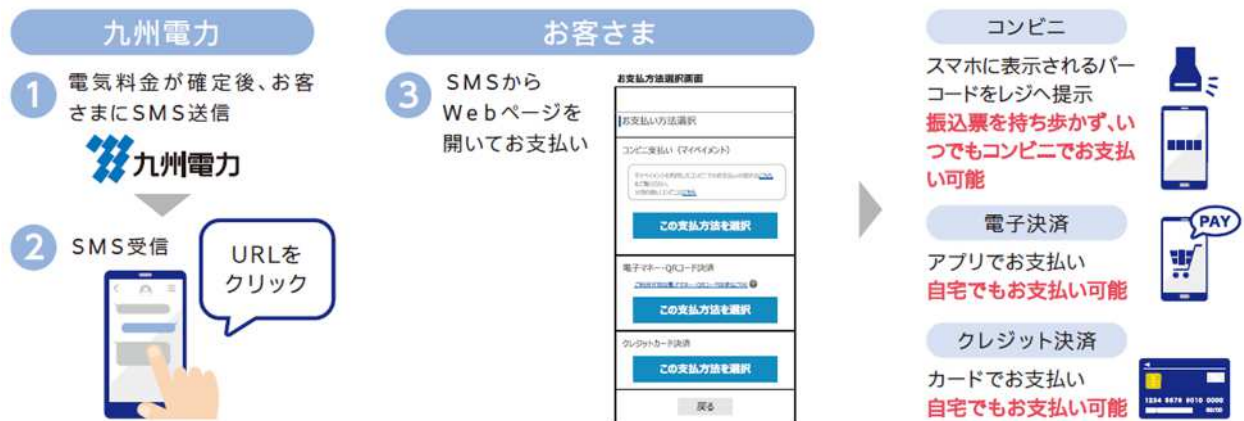 九州電力
1
電気料金が確定後、お客
さまにSMS送信
九州電力
2
SMS受信
URLを
クリック
お客さま
3
SMSから
Webページを
開いてお支払い
お支払方法選択画面
お支払い方法選択
コンビニ支払い（マイペイメント）
この支払方法を選択
電子マネー・QRコード決済
この支払方法を選択
クレジットカード決済
この支払方法を選択
戻る
コンビニ
スマホに表示されるバー
コードをレジへ提示
振込票を持ち歩かず、い
つでもコンビニでお支払
い可能
電子決済
アプリでお支払い
自宅でもお支払い可能
PAY
クレジット決済
カードでお支払い
自宅でもお支払い可能
1234 5678 9010 0000
00/00